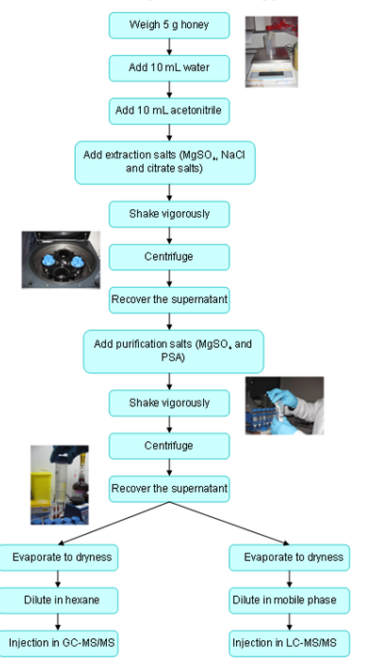 Weigh 5 g honey
Add 10 mL water
Add 10 mL acetonitrile
Add extraction salts (MgSO₄, NaCl
and citrate salts)
Shake vigorously
Centrifuge
Recover the supernatant
Add purification salts (MgSO₄ and
PSA)
Shake vigorously
Centrifuge
Recover the supernatant
Evaporate to dryness
Evaporate to dryness
Dilute in hexane
Dilute in mobile phase
Injection in GC-MS/MS
Injection in LC-MS/MS